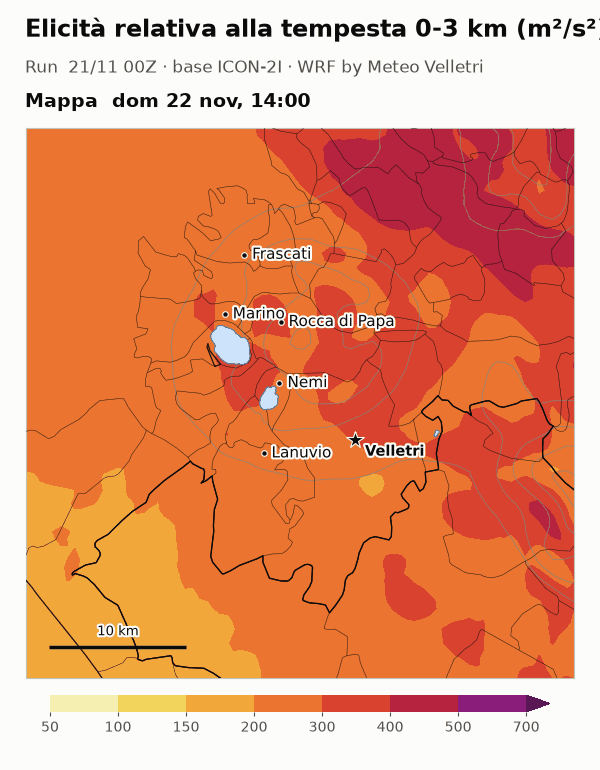 Elicità relativa alla tempesta 0-3 km (m²/s²)
Run 21/11 00Z · base ICON-2I · WRF by Meteo Velletri
Mappa dom 22 nov, 14:00
Frascati
Marino
Rocca di Papa
Nemi
Velletri
Lanuvio
10 km
50 100 150 200 300 400 500 700